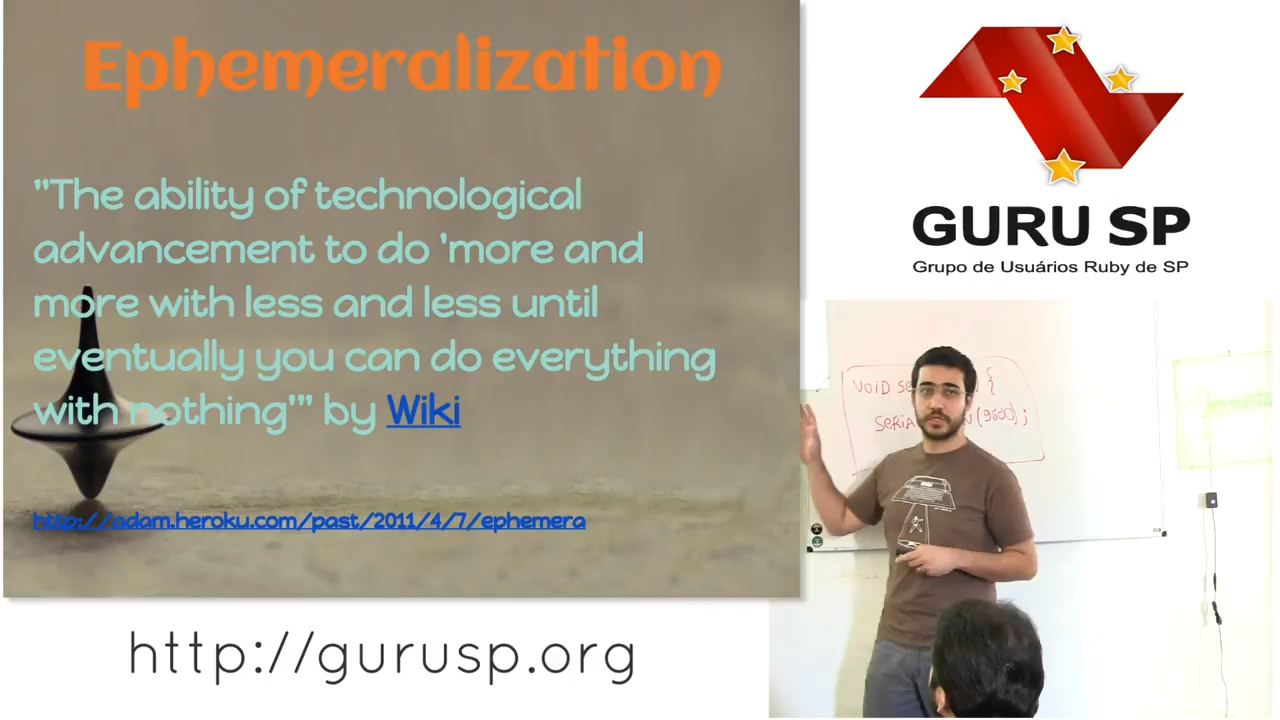 Ephemeralization
"The ability of technological
advancement to do 'more and
more with less and less until
eventually you can do everything
with nothing'" by Wiki
http://adam.heroku.com/past/2011/4/7/ephemera
http://gurusp.org
GURU SP
Grupo de Usuários Ruby de SP
VOID {
(9600);